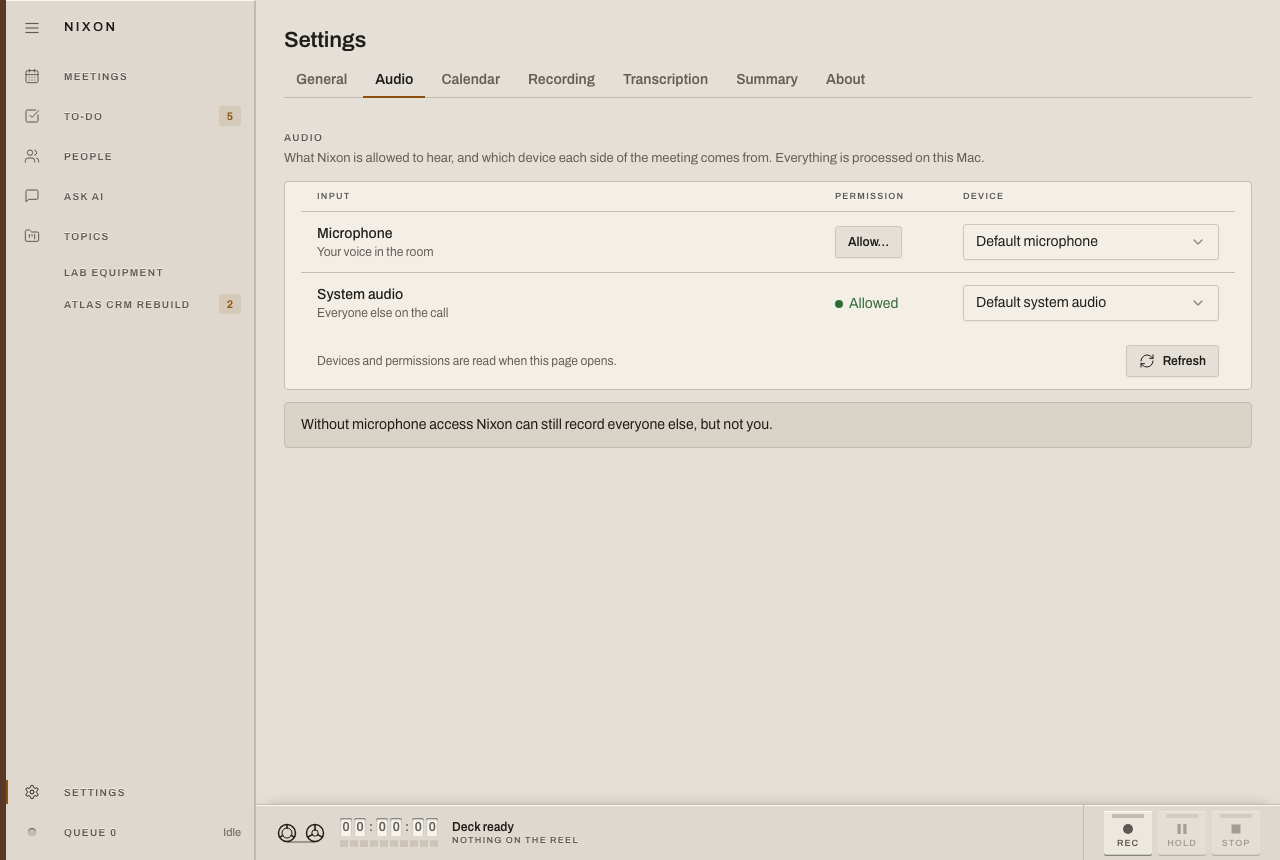 NIXON
MEETINGS
TO-DO 5
PEOPLE
ASK AI
TOPICS
LAB EQUIPMENT
ATLAS CRM REBUILD 2
SETTINGS
QUEUE 0 Idle
Settings
General Audio Calendar Recording Transcription Summary About
AUDIO
What Nixon is allowed to hear, and which device each side of the meeting comes from. Everything is processed on this Mac.
INPUT PERMISSION DEVICE
Microphone
Your voice in the room
Allow... Default microphone
System audio
Everyone else on the call
Allowed Default system audio
Devices and permissions are read when this page opens. Refresh
Without microphone access Nixon can still record everyone else, but not you.
00:00:00
Deck ready
NOTHING ON THE REEL
REC HOLD STOP